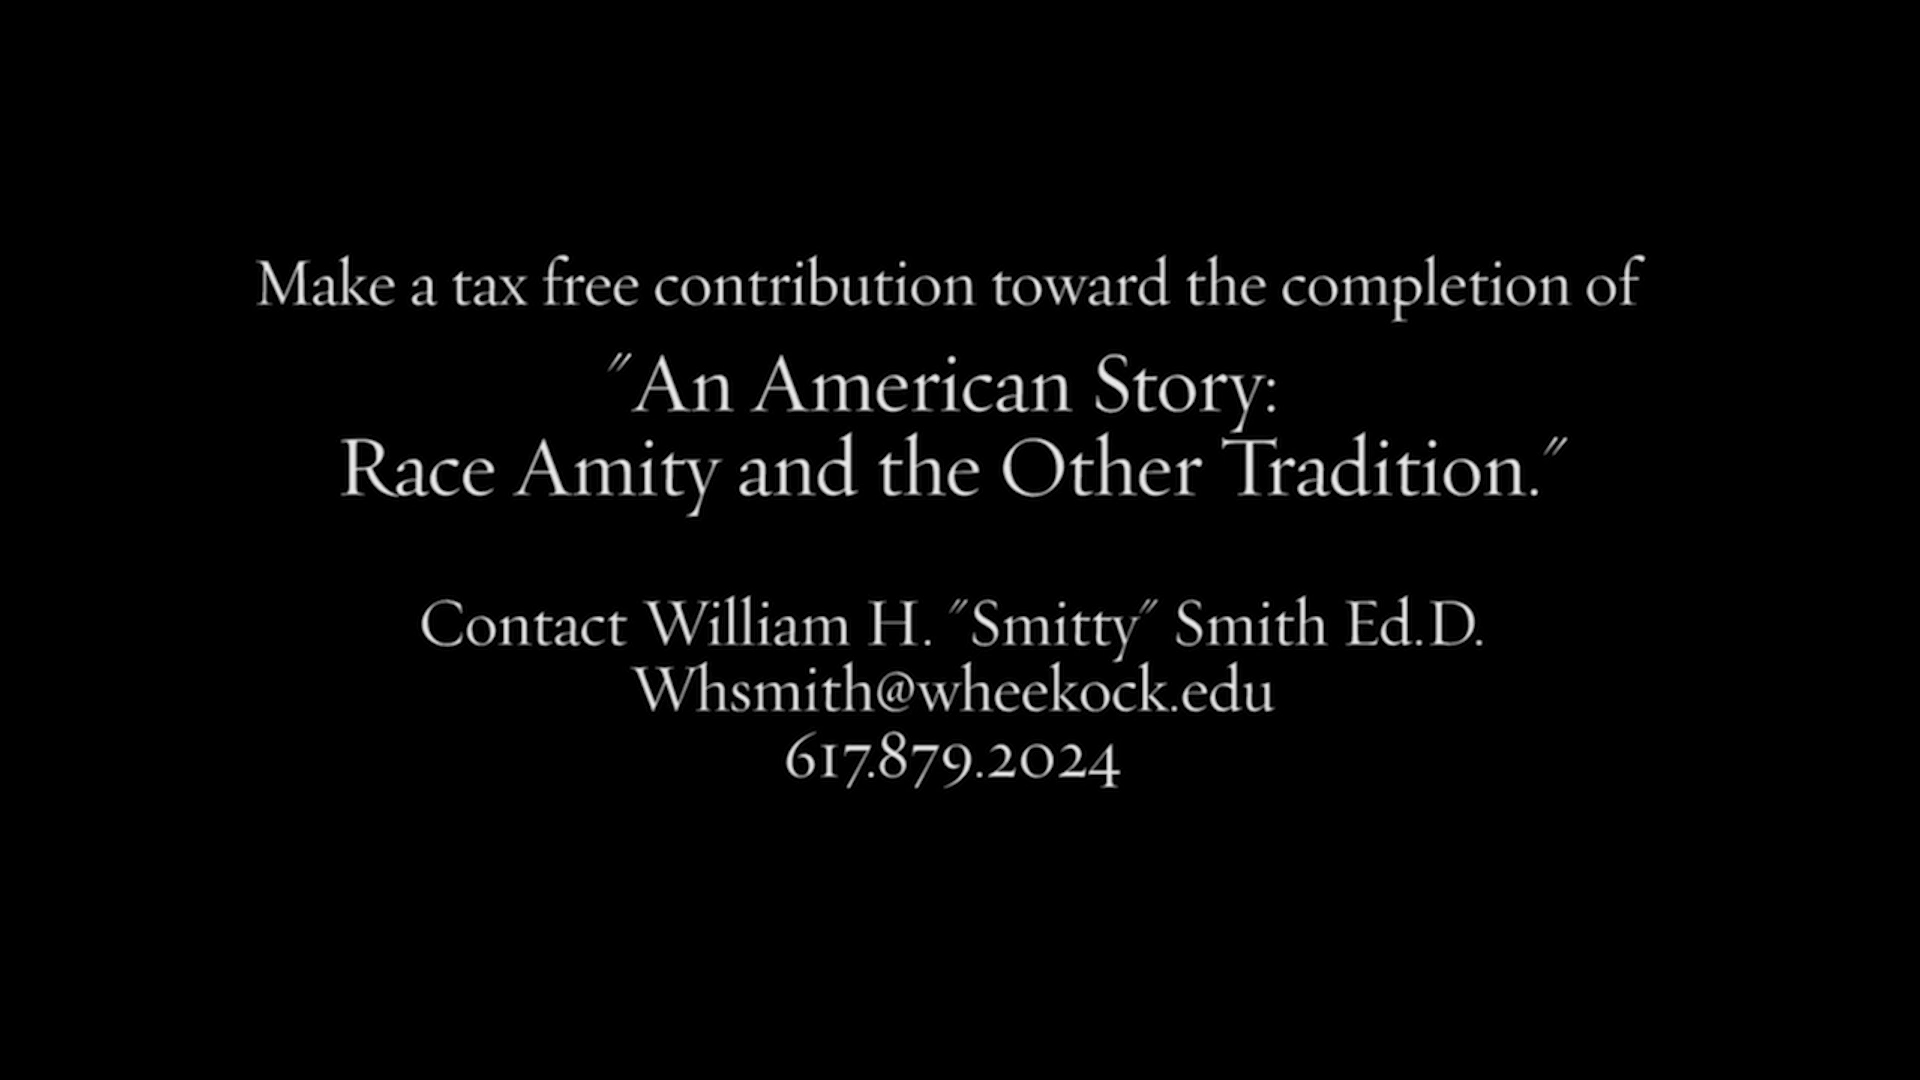 Make a tax free contribution toward the completion of
"An American Story:
Race Amity and the Other Tradition."
Contact William H. "Smitty" Smith Ed.D.
Whsmith@wheekock.edu
617.879.2024